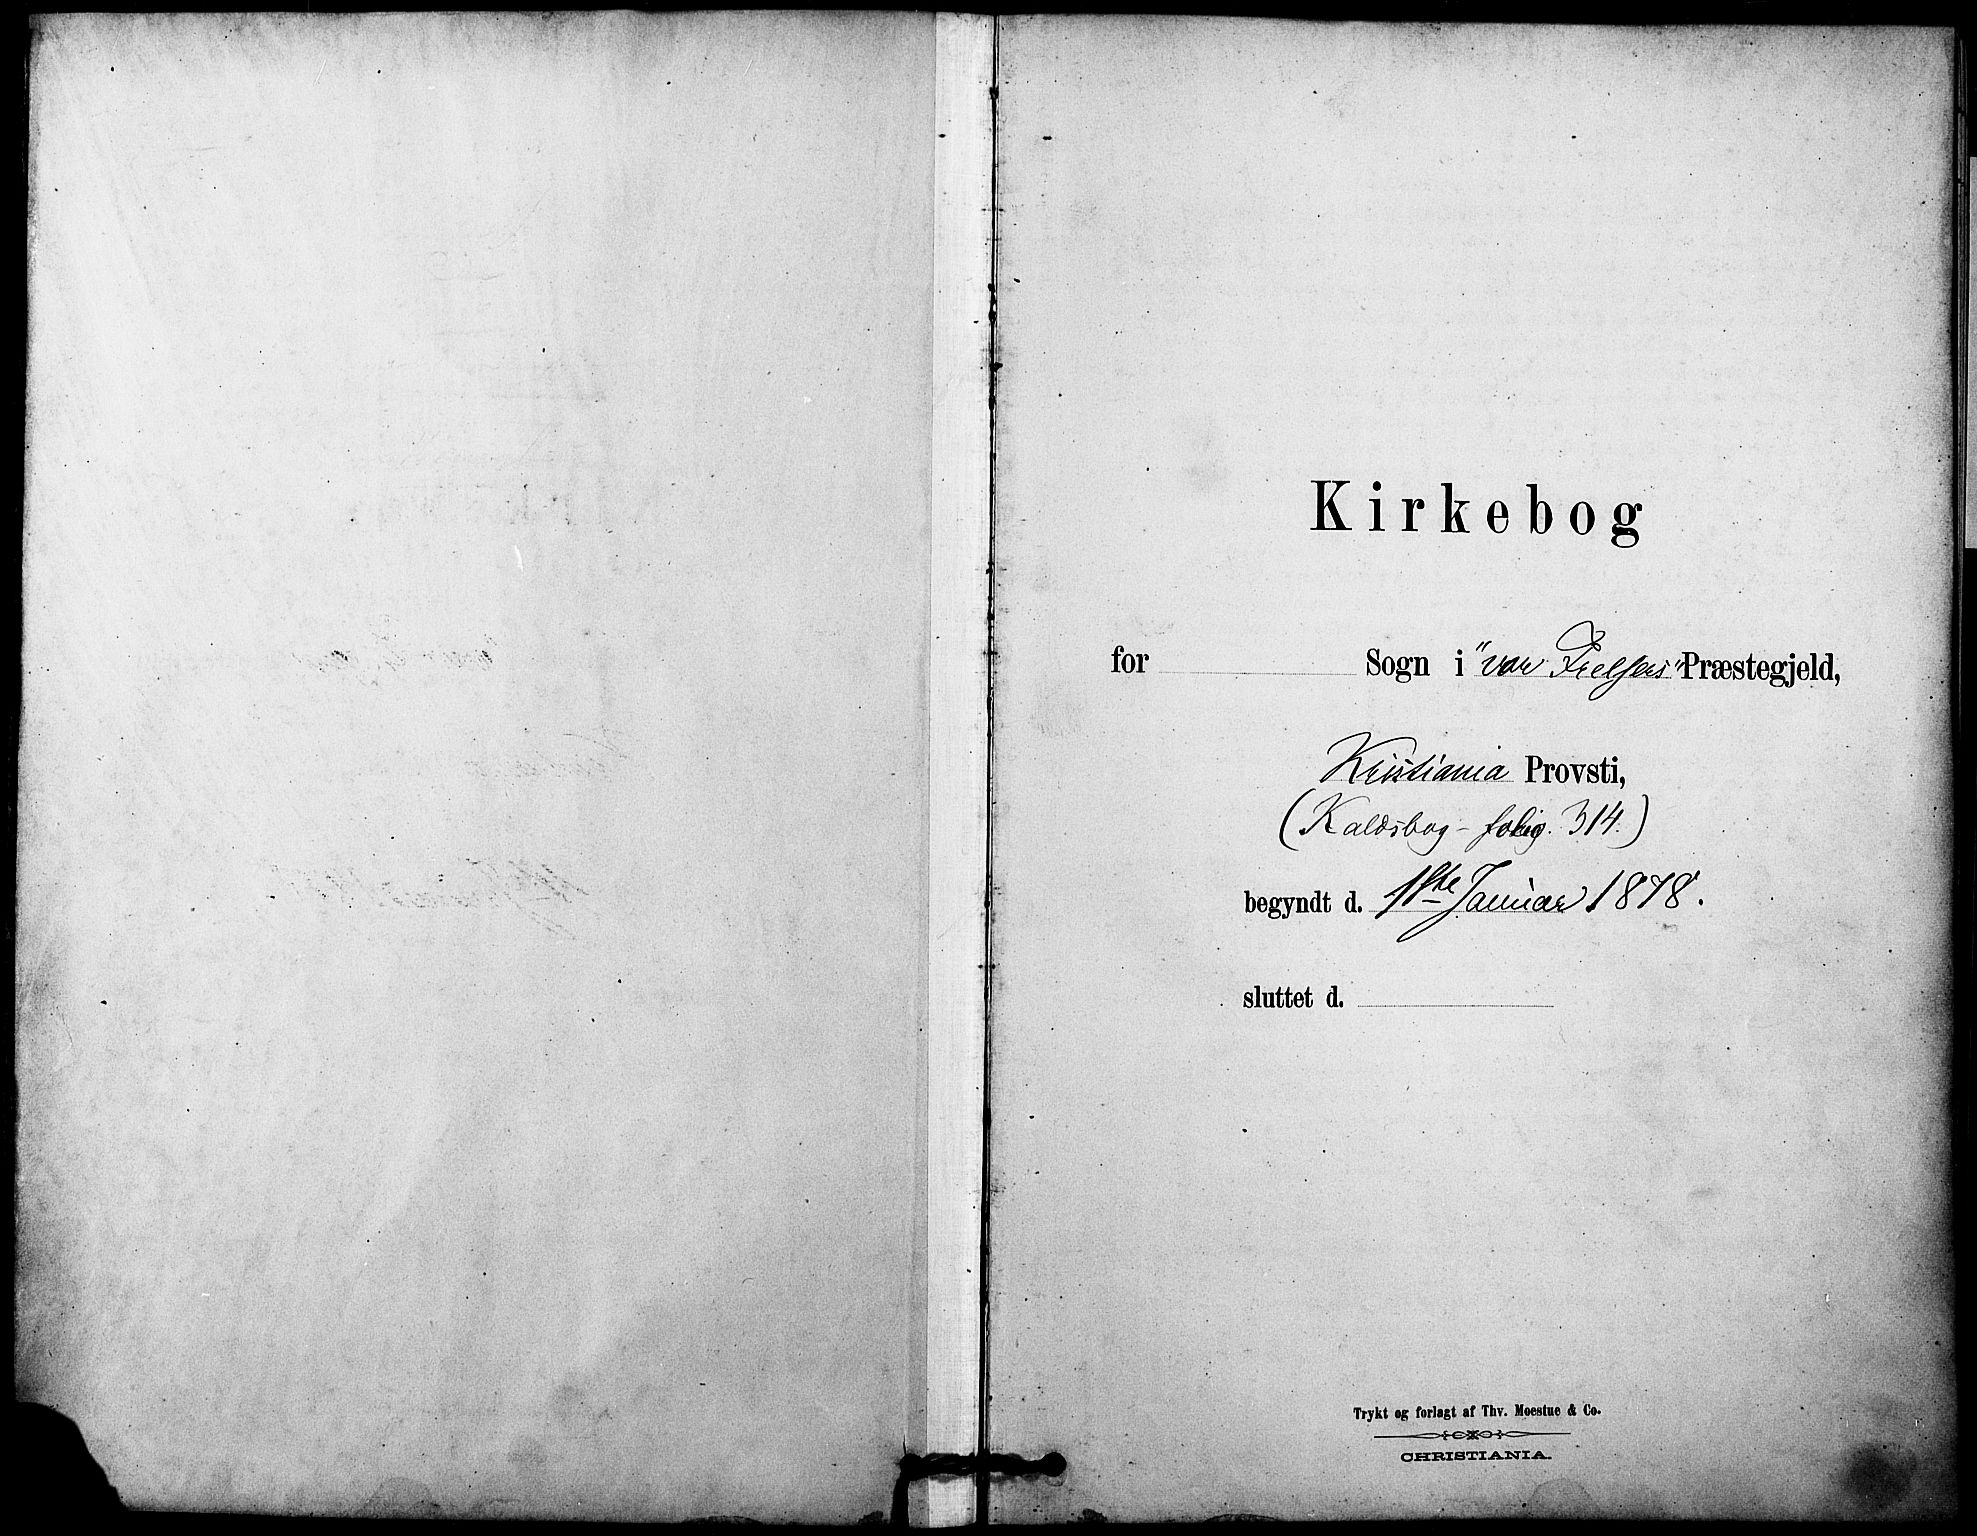 Kirkebog
for Sogn i "vor Frelsers" Præstegjeld,
Kristiania Provsti,
(Kaldsbog - folio. 314.)
begyndt d. 1ste Januar 1878.
sluttet d.
Trykt og forlagt af Thv. Moestue & Co.
CHRISTIANIA.